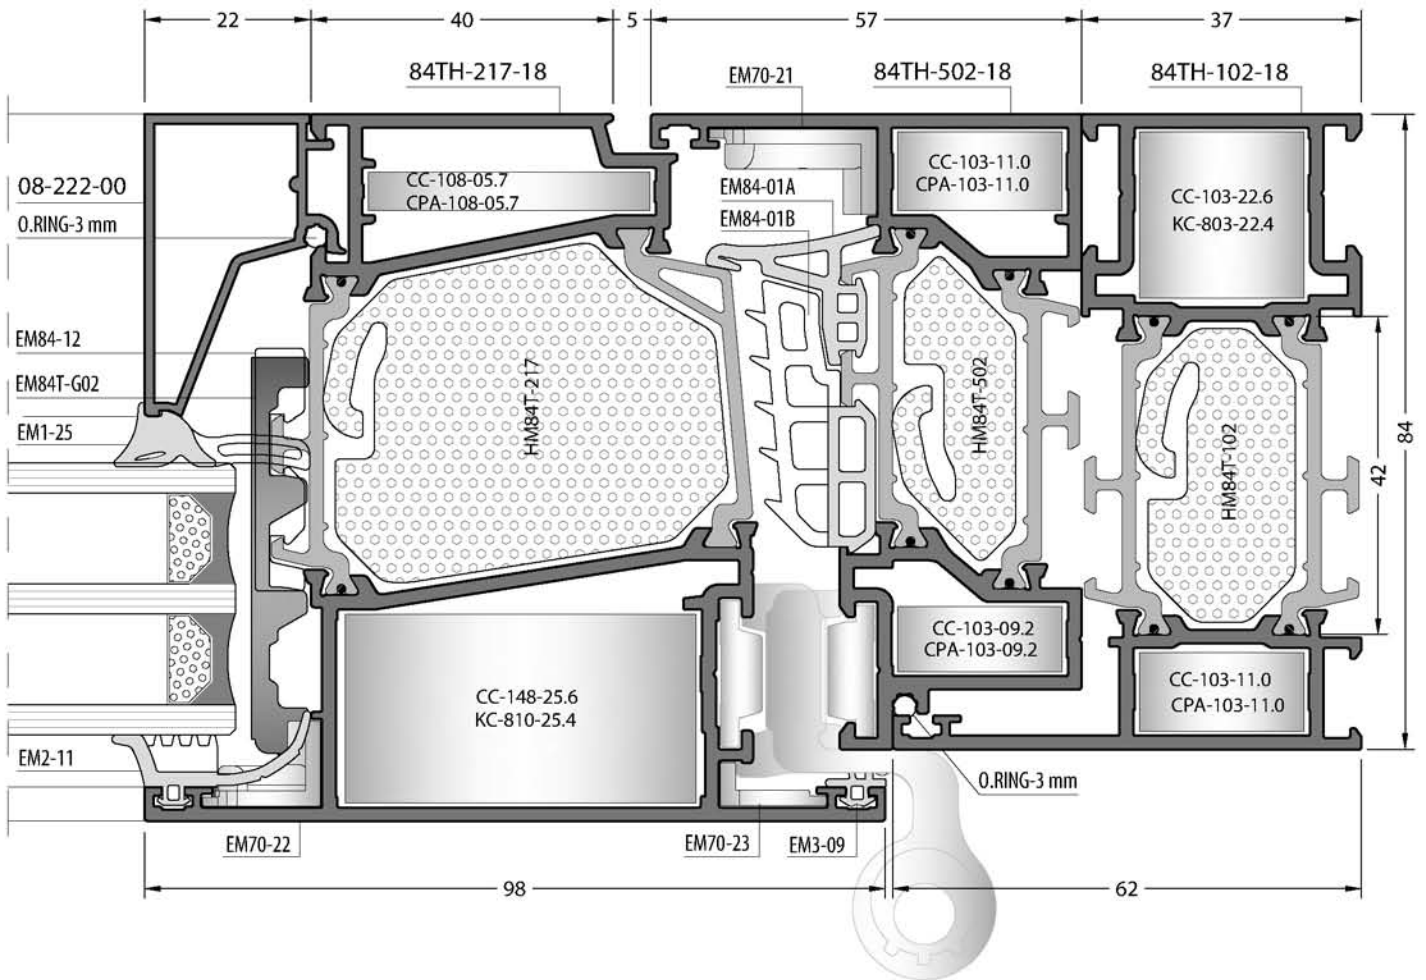 22
40
5
57
37
84TH-217-18
EM70-21
84TH-502-18
84TH-102-18
08-222-00
O.RING-3 mm
CC-108-05.7
CPA-108-05.7
EM84-01A
EM84-01B
CC-103-11.0
CPA-103-11.0
CC-103-22.6
KC-803-22.4
EM84-12
EM84T-G02
EM1-25
HM84T-217
HM84T-502
HM84T-102
42
84
CC-148-25.6
KC-810-25.4
CC-103-09.2
CPA-103-09.2
CC-103-11.0
CPA-103-11.0
EM2-11
O.RING-3 mm
EM70-22
EM70-23
EM3-09
98
62